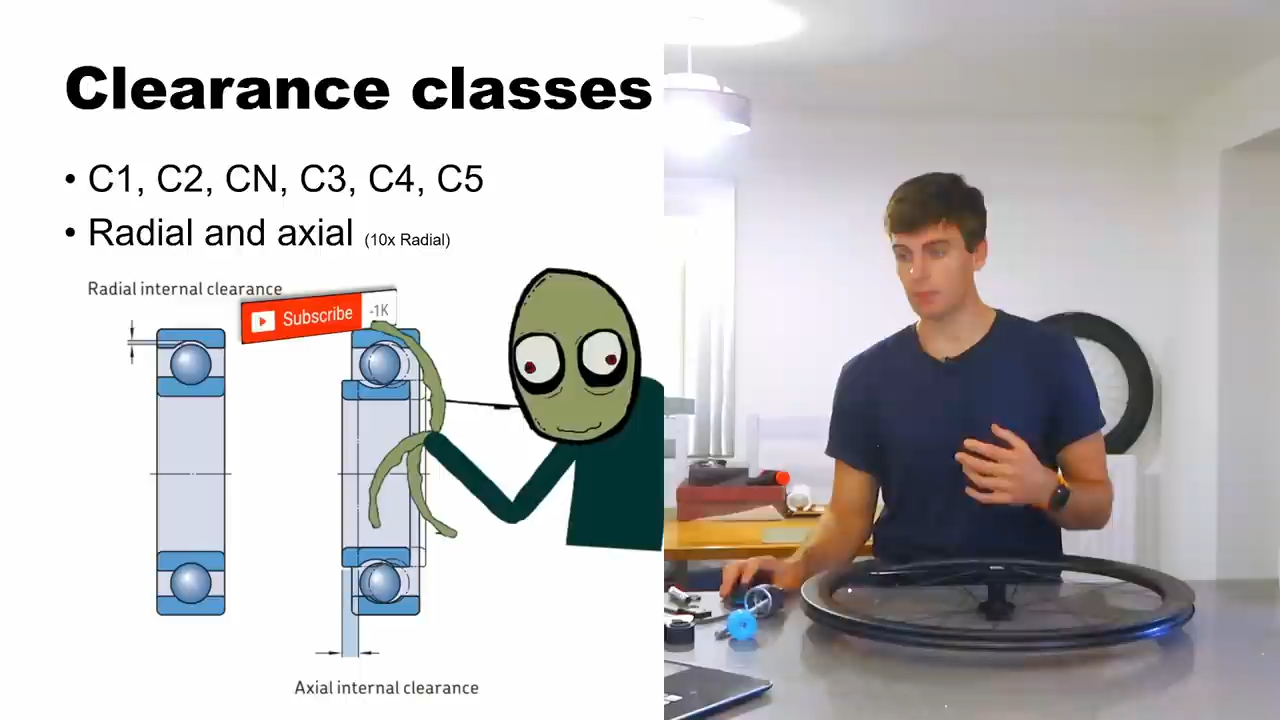 Clearance classes
• C1, C2, CN, C3, C4, C5
• Radial and axial (10x Radial)
Radial internal clearance
Subscribe -1K
Axial internal clearance